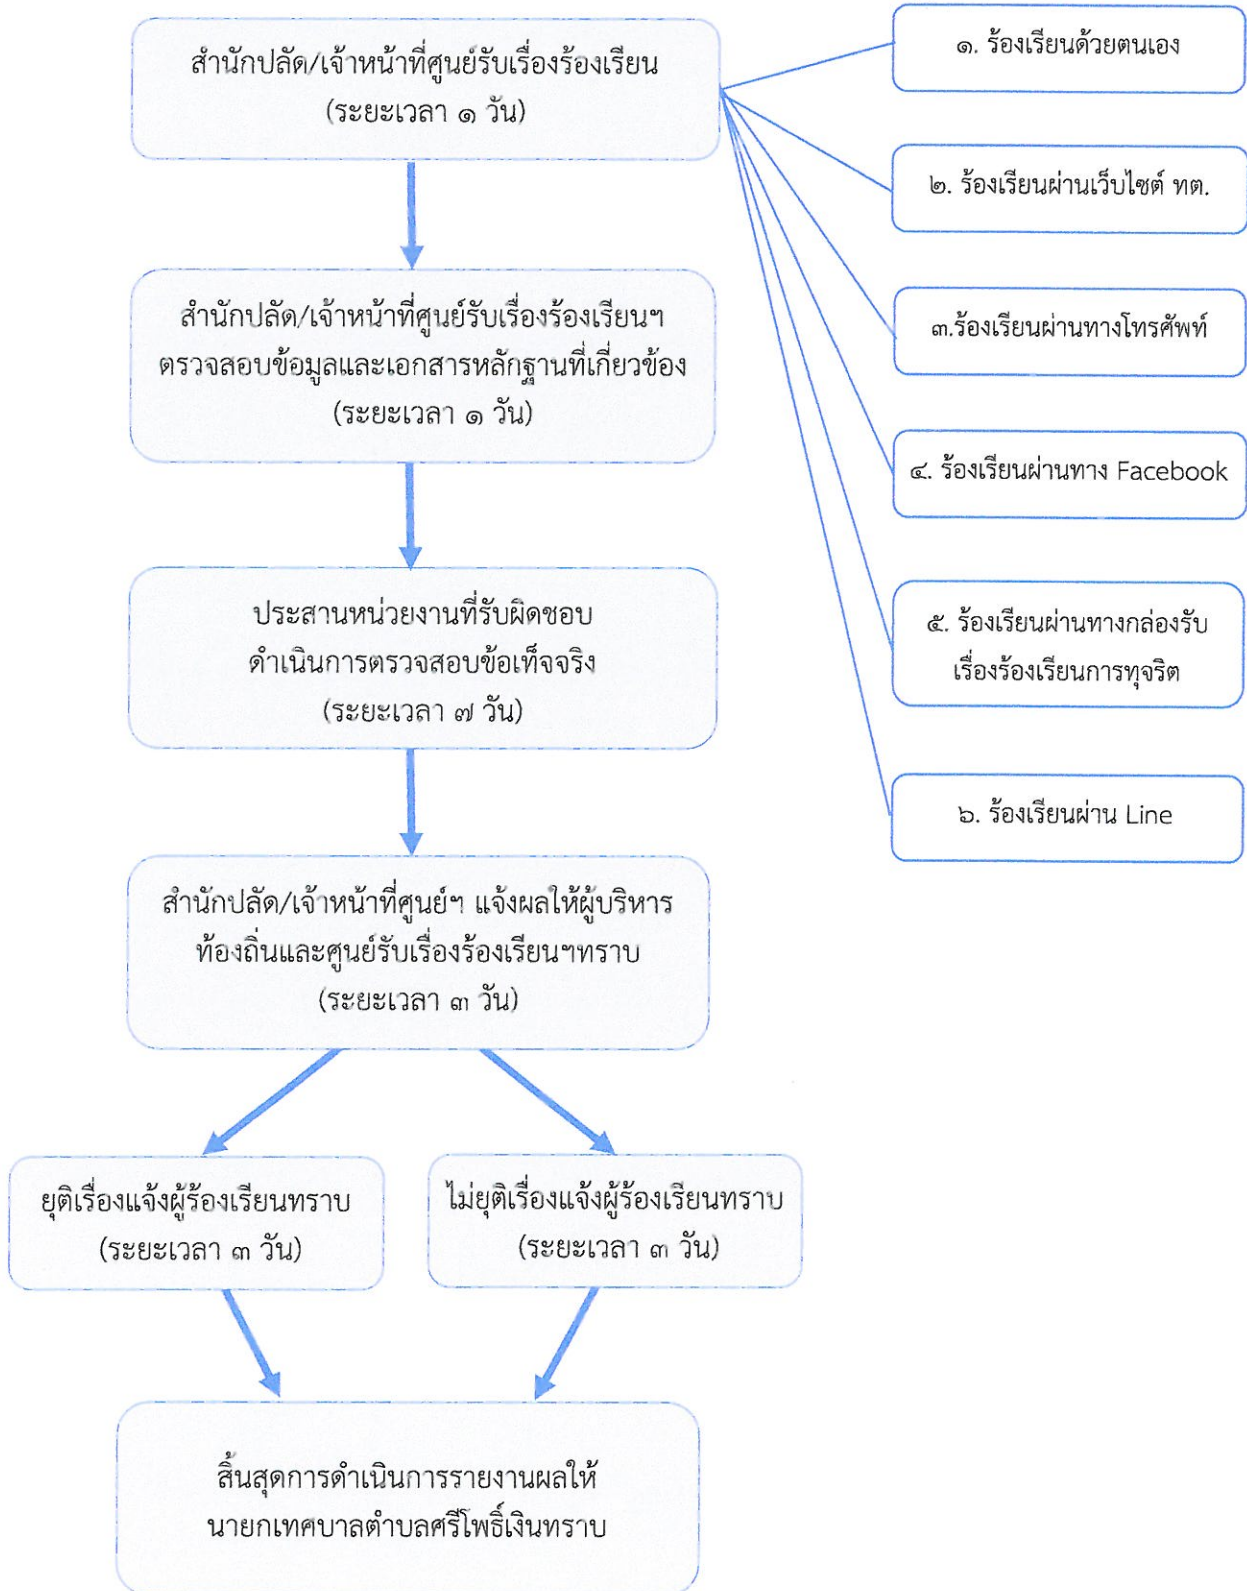 สำนักปลัด/เจ้าหน้าที่ศูนย์รับเรื่องร้องเรียน
(ระยะเวลา ๑ วัน)
๑. ร้องเรียนด้วยตนเอง
๒. ร้องเรียนผ่านเว็บไซต์ ทต.
๓.ร้องเรียนผ่านทางโทรศัพท์
๔. ร้องเรียนผ่านทาง Facebook
๕. ร้องเรียนผ่านทางกล่องรับ
เรื่องร้องเรียนการทุจริต
๖. ร้องเรียนผ่าน Line
สำนักปลัด/เจ้าหน้าที่ศูนย์รับเรื่องร้องเรียนฯ
ตรวจสอบข้อมูลและเอกสารหลักฐานที่เกี่ยวข้อง
(ระยะเวลา ๑ วัน)
ประสานหน่วยงานที่รับผิดชอบ
ดำเนินการตรวจสอบข้อเท็จจริง
(ระยะเวลา ๗ วัน)
สำนักปลัด/เจ้าหน้าที่ศูนย์ฯ แจ้งผลให้ผู้บริหาร
ท้องถิ่นและศูนย์รับเรื่องร้องเรียนฯทราบ
(ระยะเวลา ๓ วัน)
ยุติเรื่องแจ้งผู้ร้องเรียนทราบ
(ระยะเวลา ๓ วัน)
ไม่ยุติเรื่องแจ้งผู้ร้องเรียนทราบ
(ระยะเวลา ๓ วัน)
สิ้นสุดการดำเนินการรายงานผลให้
นายกเทศบาลตำบลศรีโพธิ์เงินทราบ